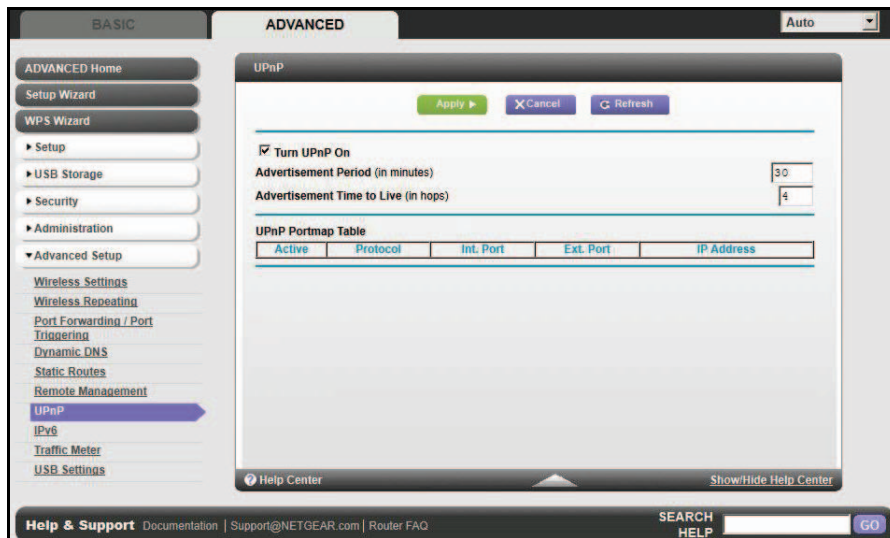 BASIC
ADVANCED
Auto
ADVANCED Home
Setup Wizard
WPS Wizard
Setup
USB Storage
Security
Administration
Advanced Setup
Wireless Settings
Wireless Repeating
Port Forwarding / Port
Triggering
Dynamic DNS
Static Routes
Remote Management
UPnP
IPv6
Traffic Meter
USB Settings
UPnP
Apply
Cancel
Refresh
Turn UPnP On
Advertisement Period (in minutes) 30
Advertisement Time to Live (in hops) 4
UPnP Portmap Table
Active Protocol Int. Port Ext. Port IP Address
Help Center
Show/Hide Help Center
Help & Support Documentation | Support@NETGEAR.com | Router FAQ
SEARCH
HELP
GO